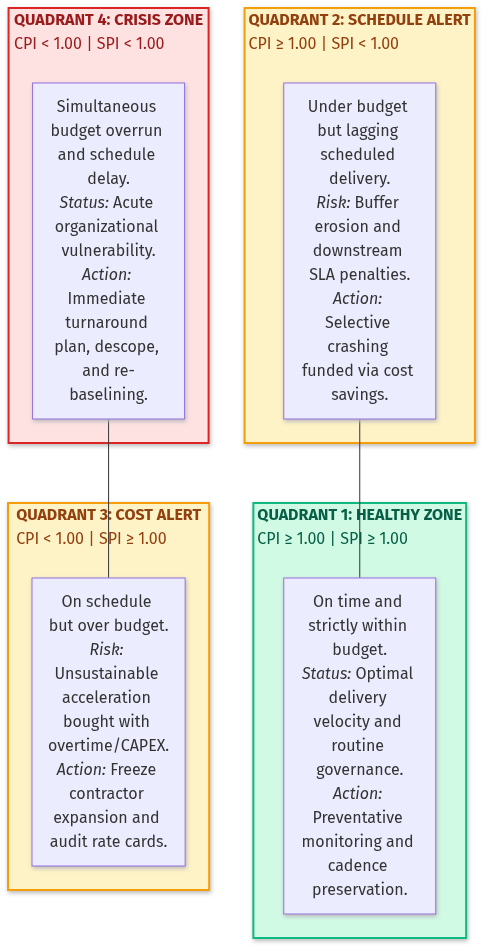 QUADRANT 4: CRISIS ZONE
CPI < 1.00 | SPI < 1.00
Simultaneous
budget overrun
and schedule
delay.
Status: Acute
organizational
vulnerability.
Action:
Immediate
turnaround
plan, descope,
and re-
baselining.
QUADRANT 2: SCHEDULE ALERT
CPI ≥ 1.00 | SPI < 1.00
Under budget
but lagging
scheduled
delivery.
Risk: Buffer
erosion and
downstream
SLA penalties.
Action:
Selective
crashing
funded via cost
savings.
QUADRANT 3: COST ALERT
CPI < 1.00 | SPI ≥ 1.00
On schedule
but over budget.
Risk:
Unsustainable
acceleration
bought with
overtime/CAPEX.
Action: Freeze
contractor
expansion and
audit rate cards.
QUADRANT 1: HEALTHY ZONE
CPI ≥ 1.00 | SPI ≥ 1.00
On time and
strictly within
budget.
Status: Optimal
delivery
velocity and
routine
governance.
Action:
Preventative
monitoring and
cadence
preservation.